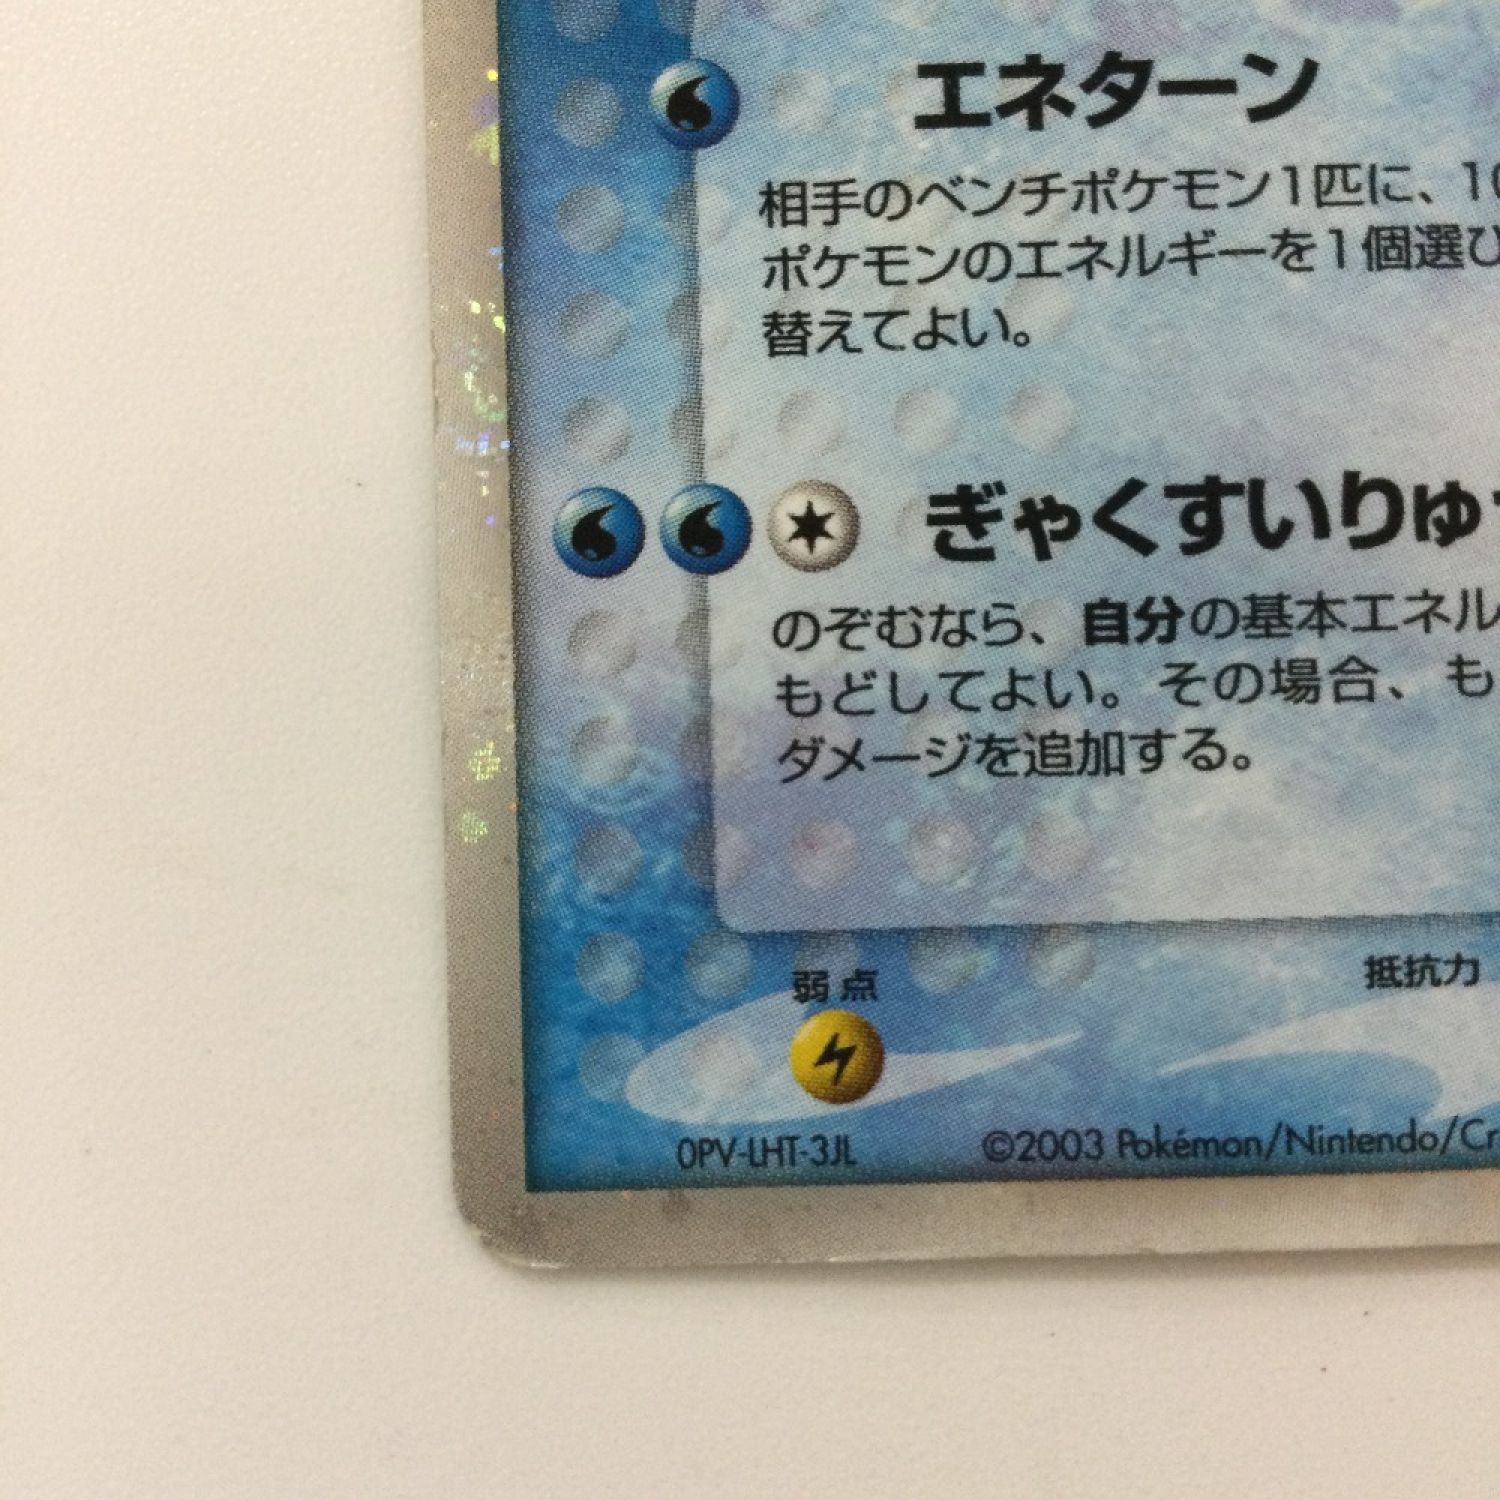 エネターン
相手のベンチポケモン1匹に、10
ポケモンのエネルギーを1個選び
替えてよい。
ぎゃくすいりゅう
のぞむなら、自分の基本エネル
もどしてよい。その場合、も
ダメージを追加する。
弱点
抵抗力
0PV-LHT-3JL
©2003 Pokémon/Nintendo/Cr